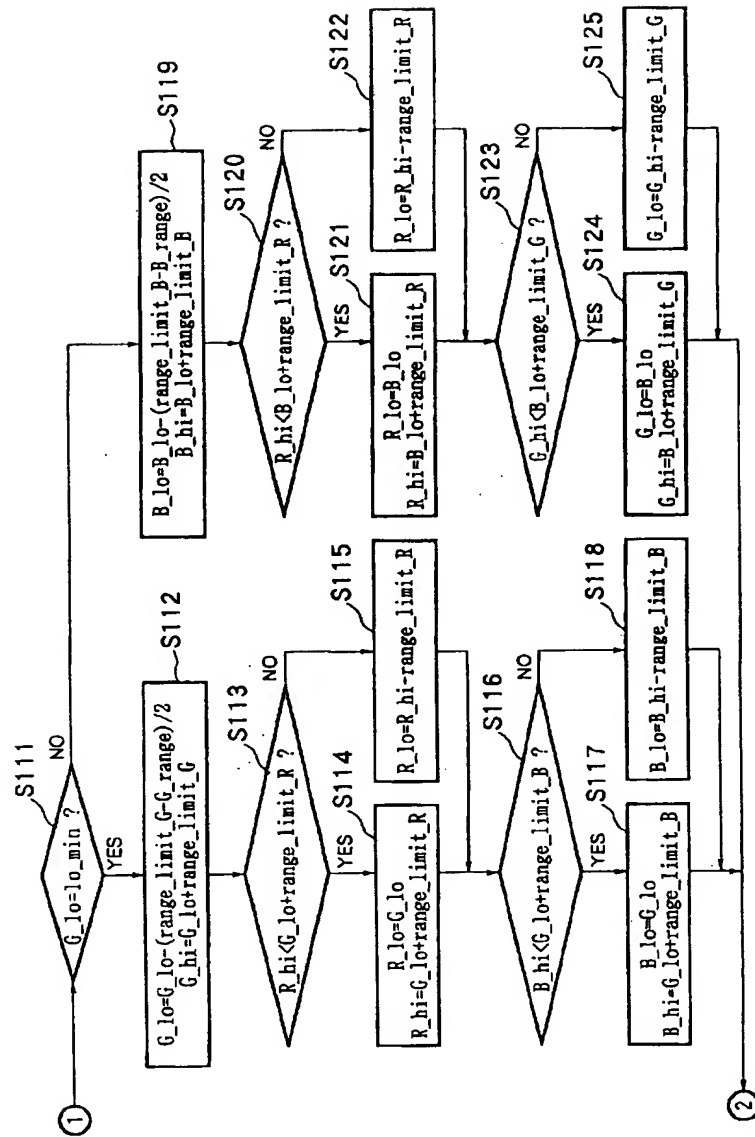 1
S111
G_lo=lo_min ?
YES
NO
S112
G_lo=G_lo-(range_limit_G-G_range)/2
G_hi=G_lo+range_limit_G
S113
R_hi<G_lo+range_limit_R ?
YES
NO
S114
R_lo=G_lo
R_hi=G_lo+range_limit_R
S115
R_lo=R_hi-range_limit_R
S116
B_hi<G_lo+range_limit_B ?
YES
NO
S117
B_lo=G_lo
B_hi=G_lo+range_limit_B
S118
B_lo=B_hi-range_limit_B
S119
B_lo=B_lo-(range_limit_B-B_range)/2
B_hi=B_lo+range_limit_B
S120
R_hi<B_lo+range_limit_R ?
YES
NO
S121
R_lo=B_lo
R_hi=B_lo+range_limit_R
S122
R_lo=R_hi-range_limit_R
S123
G_hi<B_lo+range_limit_G ?
YES
NO
S124
G_lo=B_lo
G_hi=B_lo+range_limit_G
S125
G_lo=G_hi-range_limit_G
2